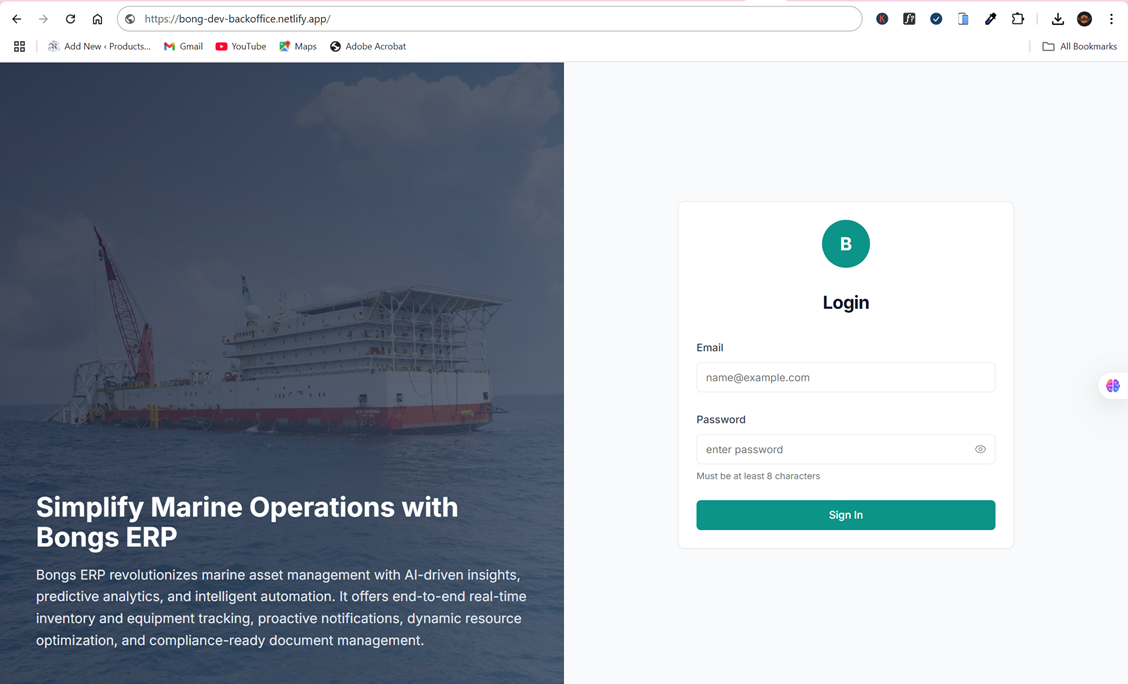 https://bong-dev-backoffice.netlify.app/
Add New ‹ Products...
Gmail
YouTube
Maps
Adobe Acrobat
All Bookmarks
B
Login
Email
name@example.com
Password
enter password
Must be at least 8 characters
Sign In
Simplify Marine Operations with
Bongs ERP
Bongs ERP revolutionizes marine asset management with AI-driven insights,
predictive analytics, and intelligent automation. It offers end-to-end real-time
inventory and equipment tracking, proactive notifications, dynamic resource
optimization, and compliance-ready document management.